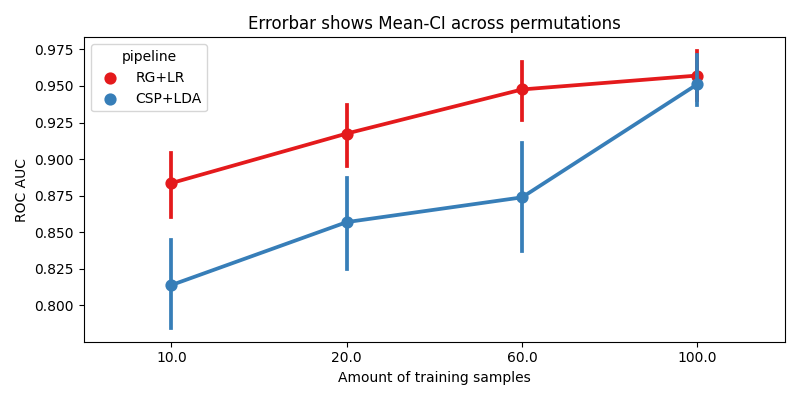 Errorbar shows Mean-CI across permutations
pipeline
RG+LR
CSP+LDA
ROC AUC
0.975
0.950
0.925
0.900
0.875
0.850
0.825
0.800
10.0 20.0 60.0 100.0
Amount of training samples